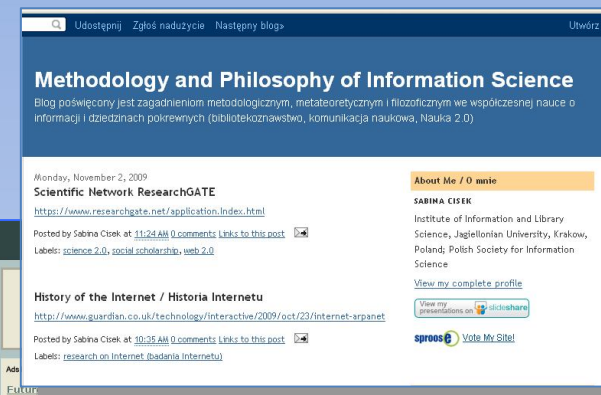 Udostępnij Zgłoś nadużycie Następny blog» Utwórz
Methodology and Philosophy of Information Science
Blog poświęcony jest zagadnieniom metodologicznym, metateoretycznym i filozoficznym we współczesnej nauce o
informacji i dziedzinach pokrewnych (bibliotekoznawstwo, komunikacja naukowa, Nauka 2.0)
Monday, November 2, 2009
Scientific Network ResearchGATE
https://www.researchgate.net/application.Index.html
Posted by Sabina Cisek at 11:24 AM 0 comments Links to this post
Labels: science 2.0, social scholarship, web 2.0
History of the Internet / Historia Internetu
http://www.guardian.co.uk/technology/interactive/2009/oct/23/internet-arpanet
Posted by Sabina Cisek at 10:35 AM 0 comments Links to this post
Labels: research on Internet (badania Internetu)
About Me / O mnie
SABINA CISEK
Institute of Information and Library
Science, Jagiellonian University, Krakow,
Poland; Polish Society for Information
Science
View my complete profile
View my
presentations on slideshare
sproose Vote My Site!
Ads
Futur